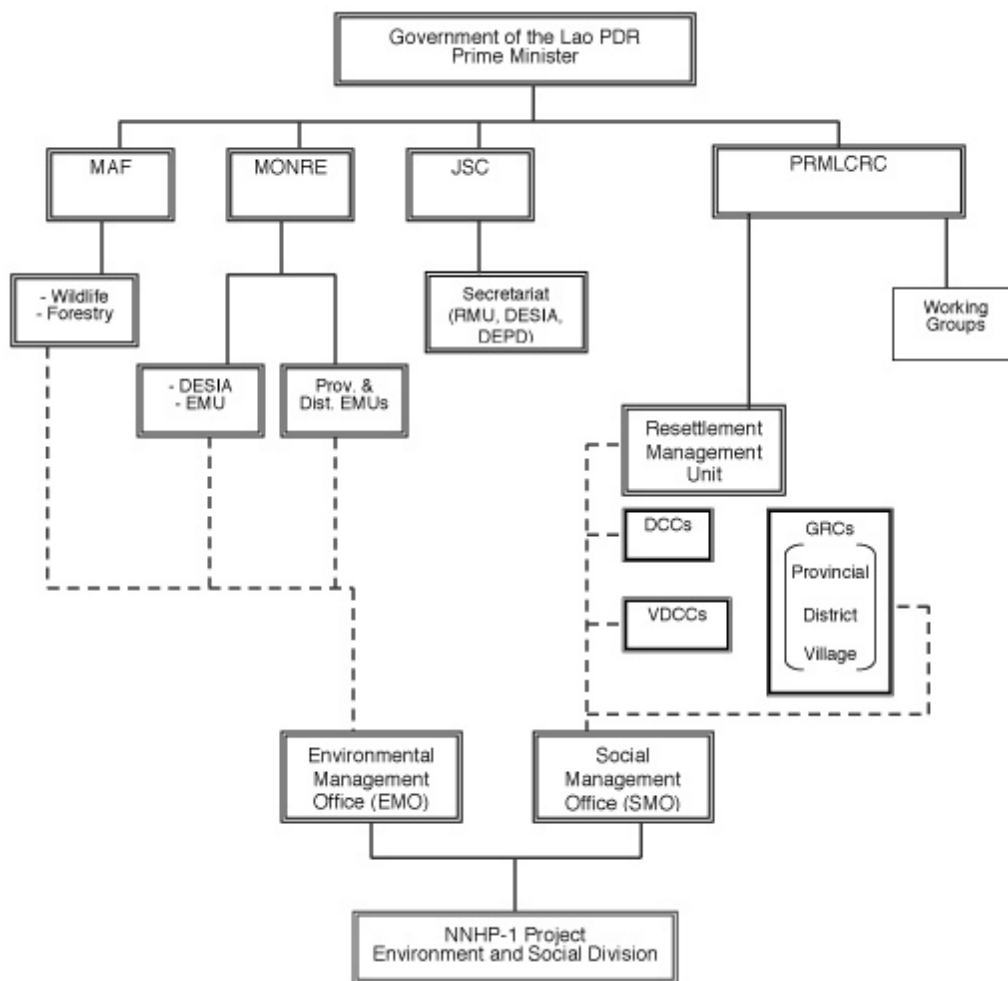 Government of the Lao PDR
Prime Minister
MAF
MONRE
JSC
PRMLCRC
- Wildlife
- Forestry
Secretariat
(RMU, DESIA,
DEPD)
Working
Groups
- DESIA
- EMU
Prov. &
Dist. EMUs
Resettlement
Management
Unit
DCCs
GRCs
Provincial
District
Village
VDCCs
Environmental
Management
Office (EMO)
Social
Management
Office (SMO)
NNHP-1 Project
Environment and Social Division